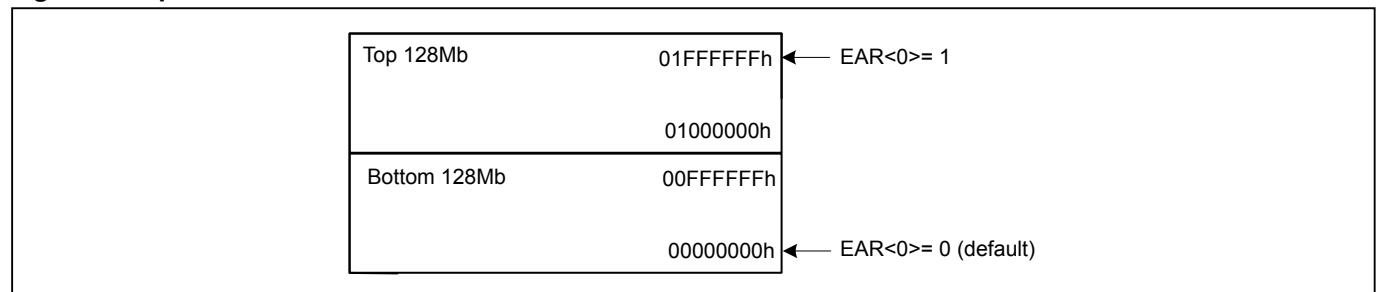 Top 128Mb 01FFFFFFh EAR<0>= 1
01000000h
Bottom 128Mb 00FFFFFFh
00000000h EAR<0>= 0 (default)